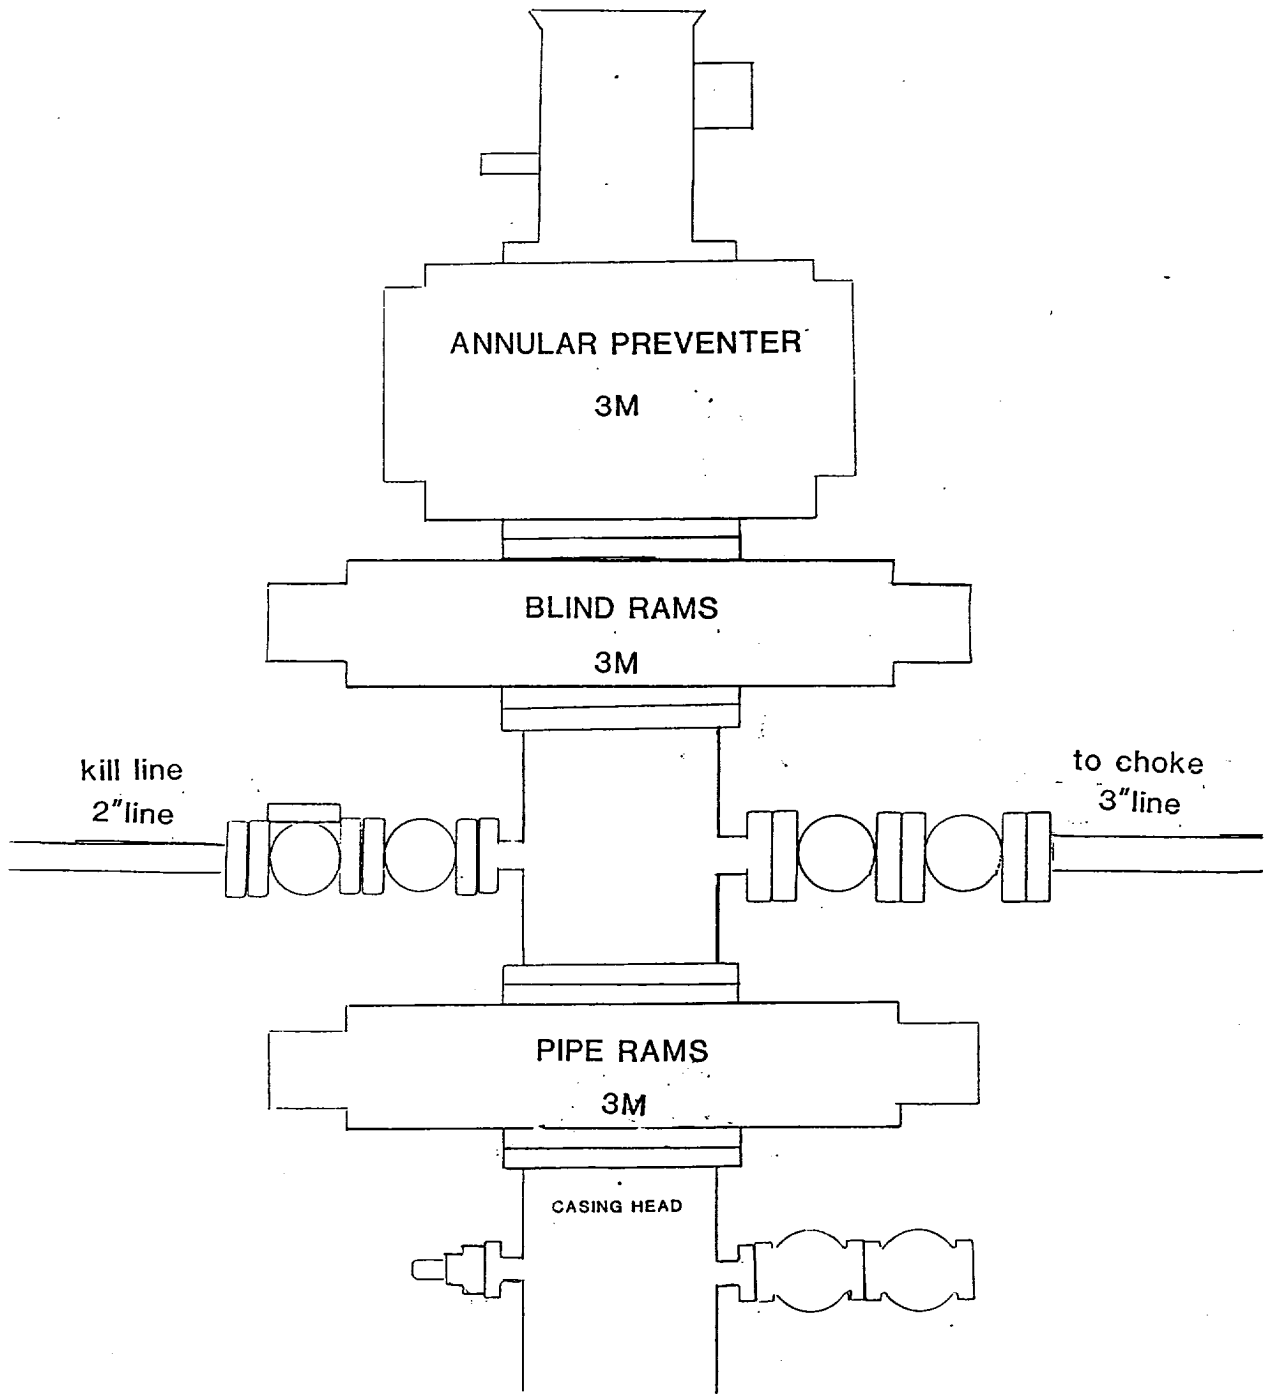 ANNULAR PREVENTER
3M
BLIND RAMS
3M
kill line
2" line
to choke
3" line
PIPE RAMS
3M
CASING HEAD